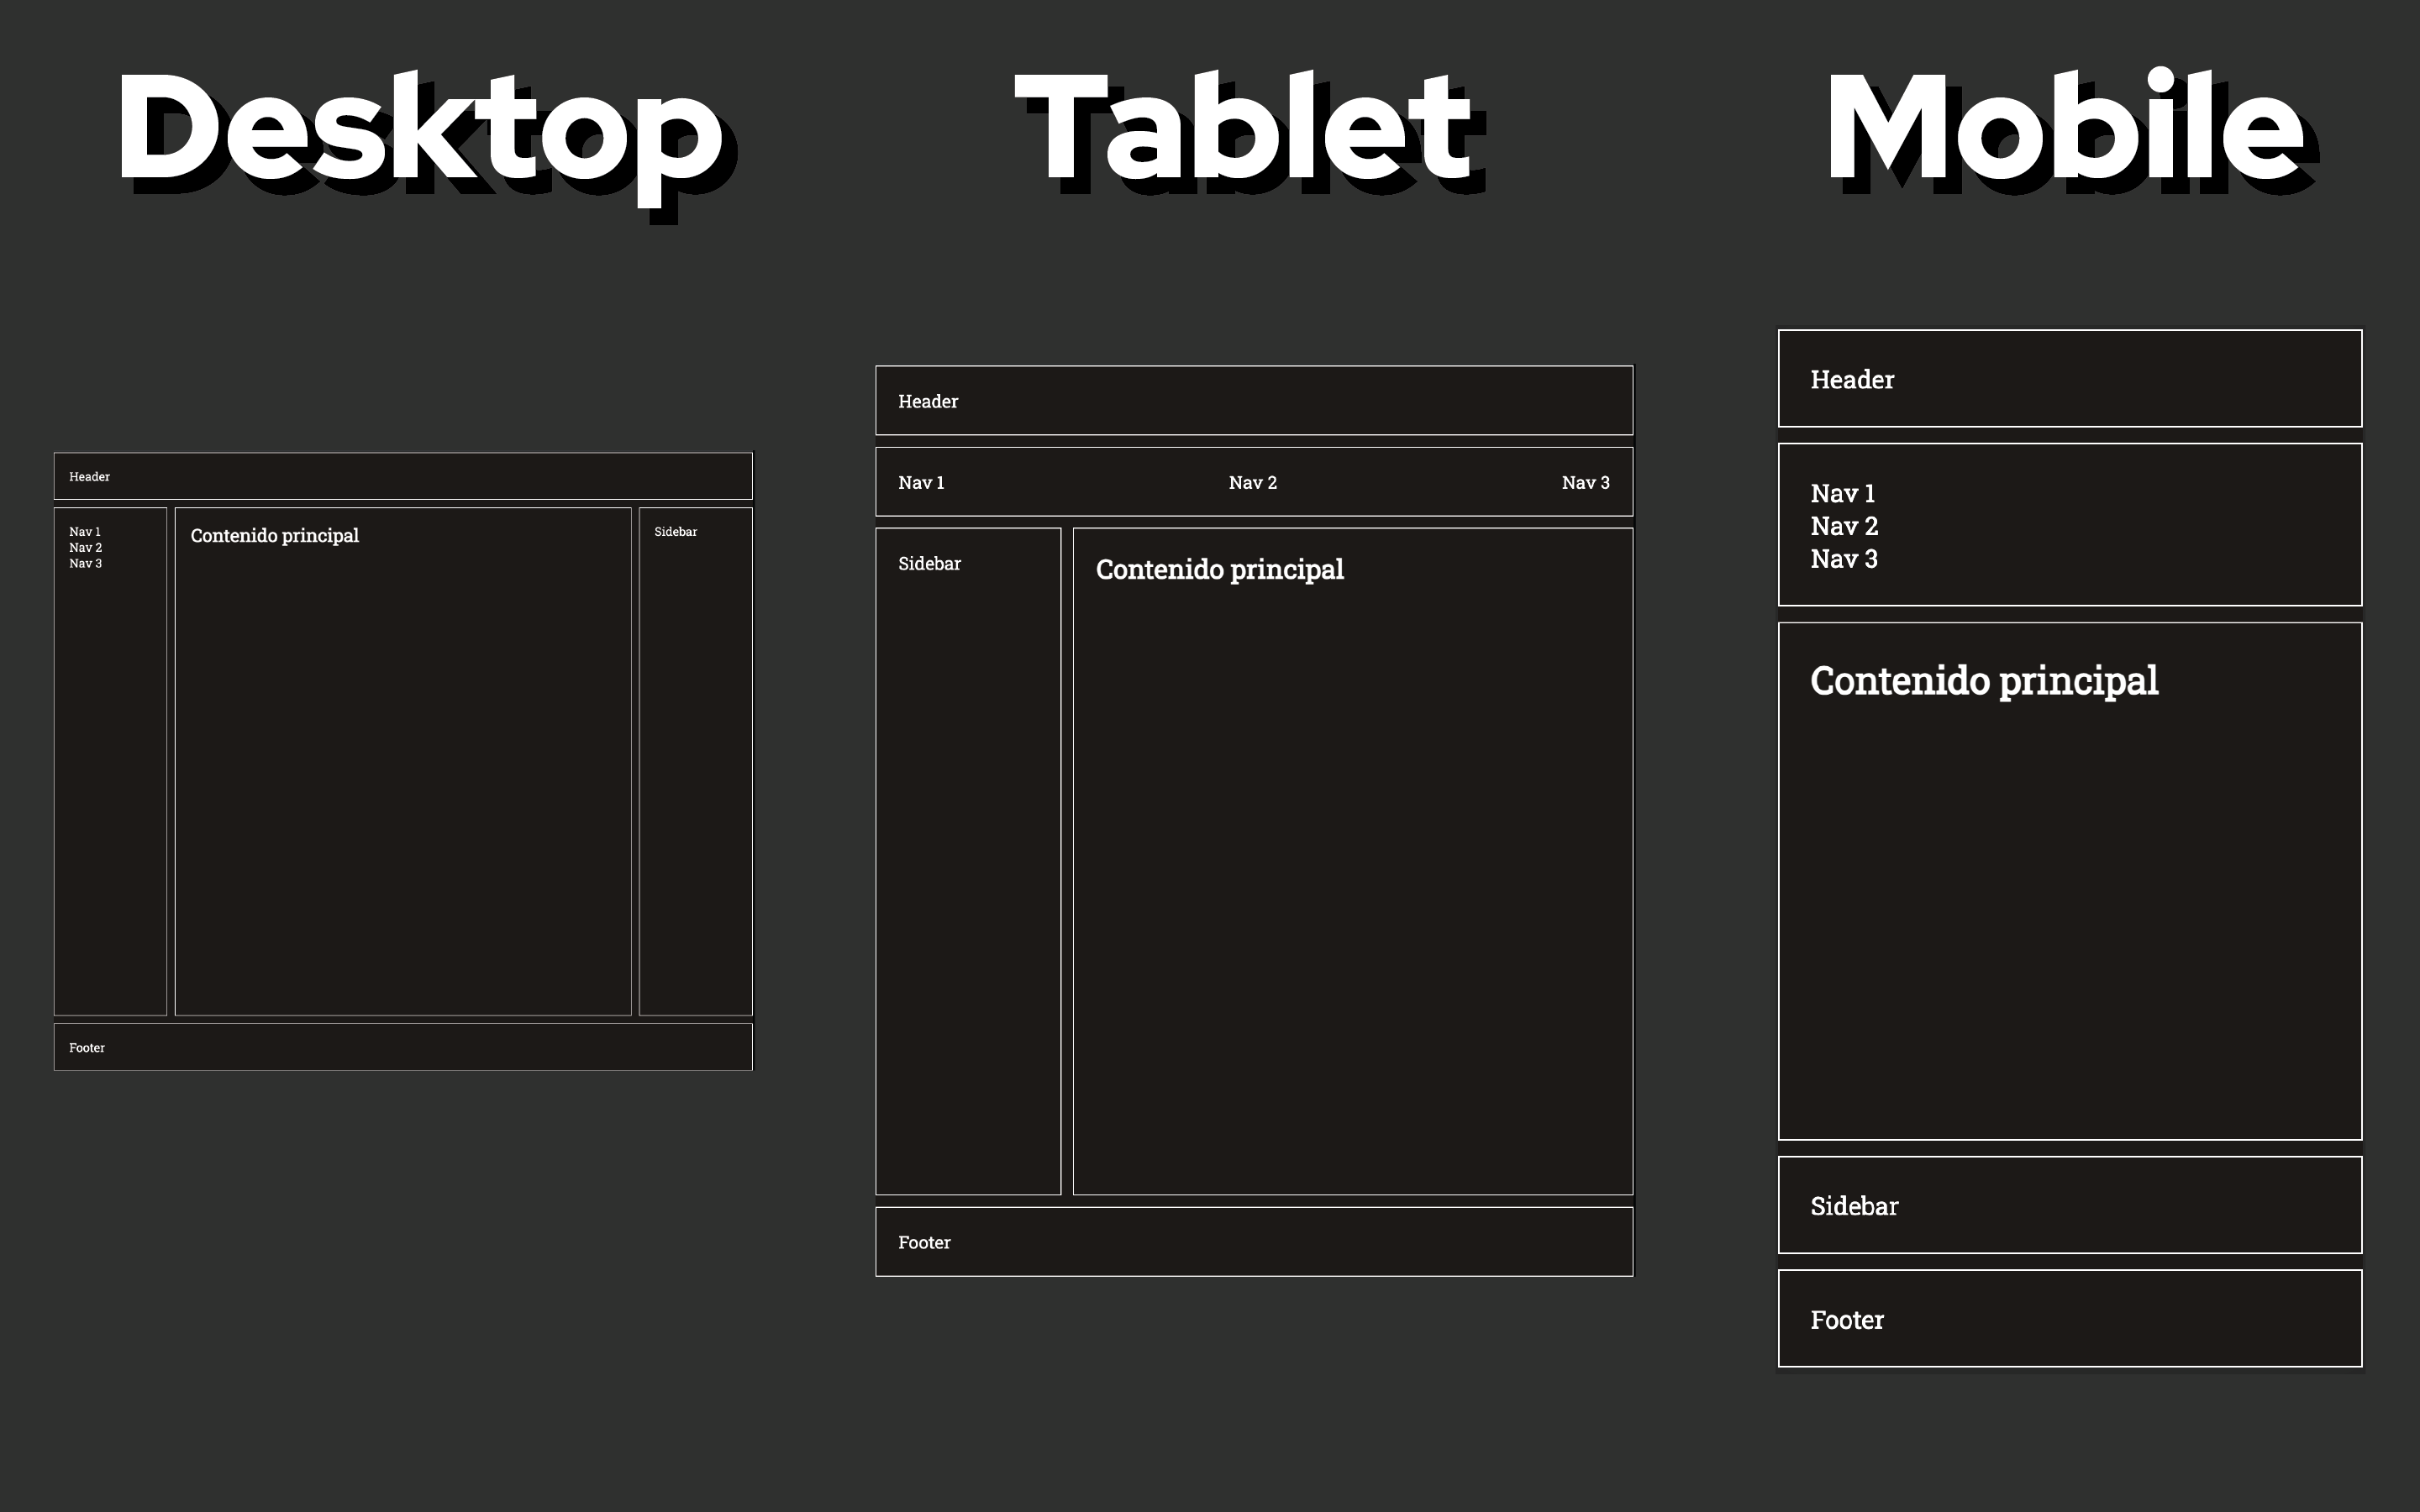 Desktop
Header
Nav 1
Nav 2
Nav 3
Contenido principal
Sidebar
Footer
Tablet
Header
Nav 1 Nav 2 Nav 3
Sidebar
Contenido principal
Footer
Mobile
Header
Nav 1
Nav 2
Nav 3
Contenido principal
Sidebar
Footer